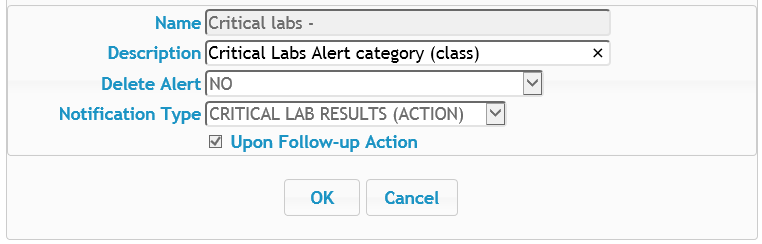 Name Critical labs -
Description Critical Labs Alert category (class) ×
Delete Alert NO
Notification Type CRITICAL LAB RESULTS (ACTION)
Upon Follow-up Action
OK Cancel